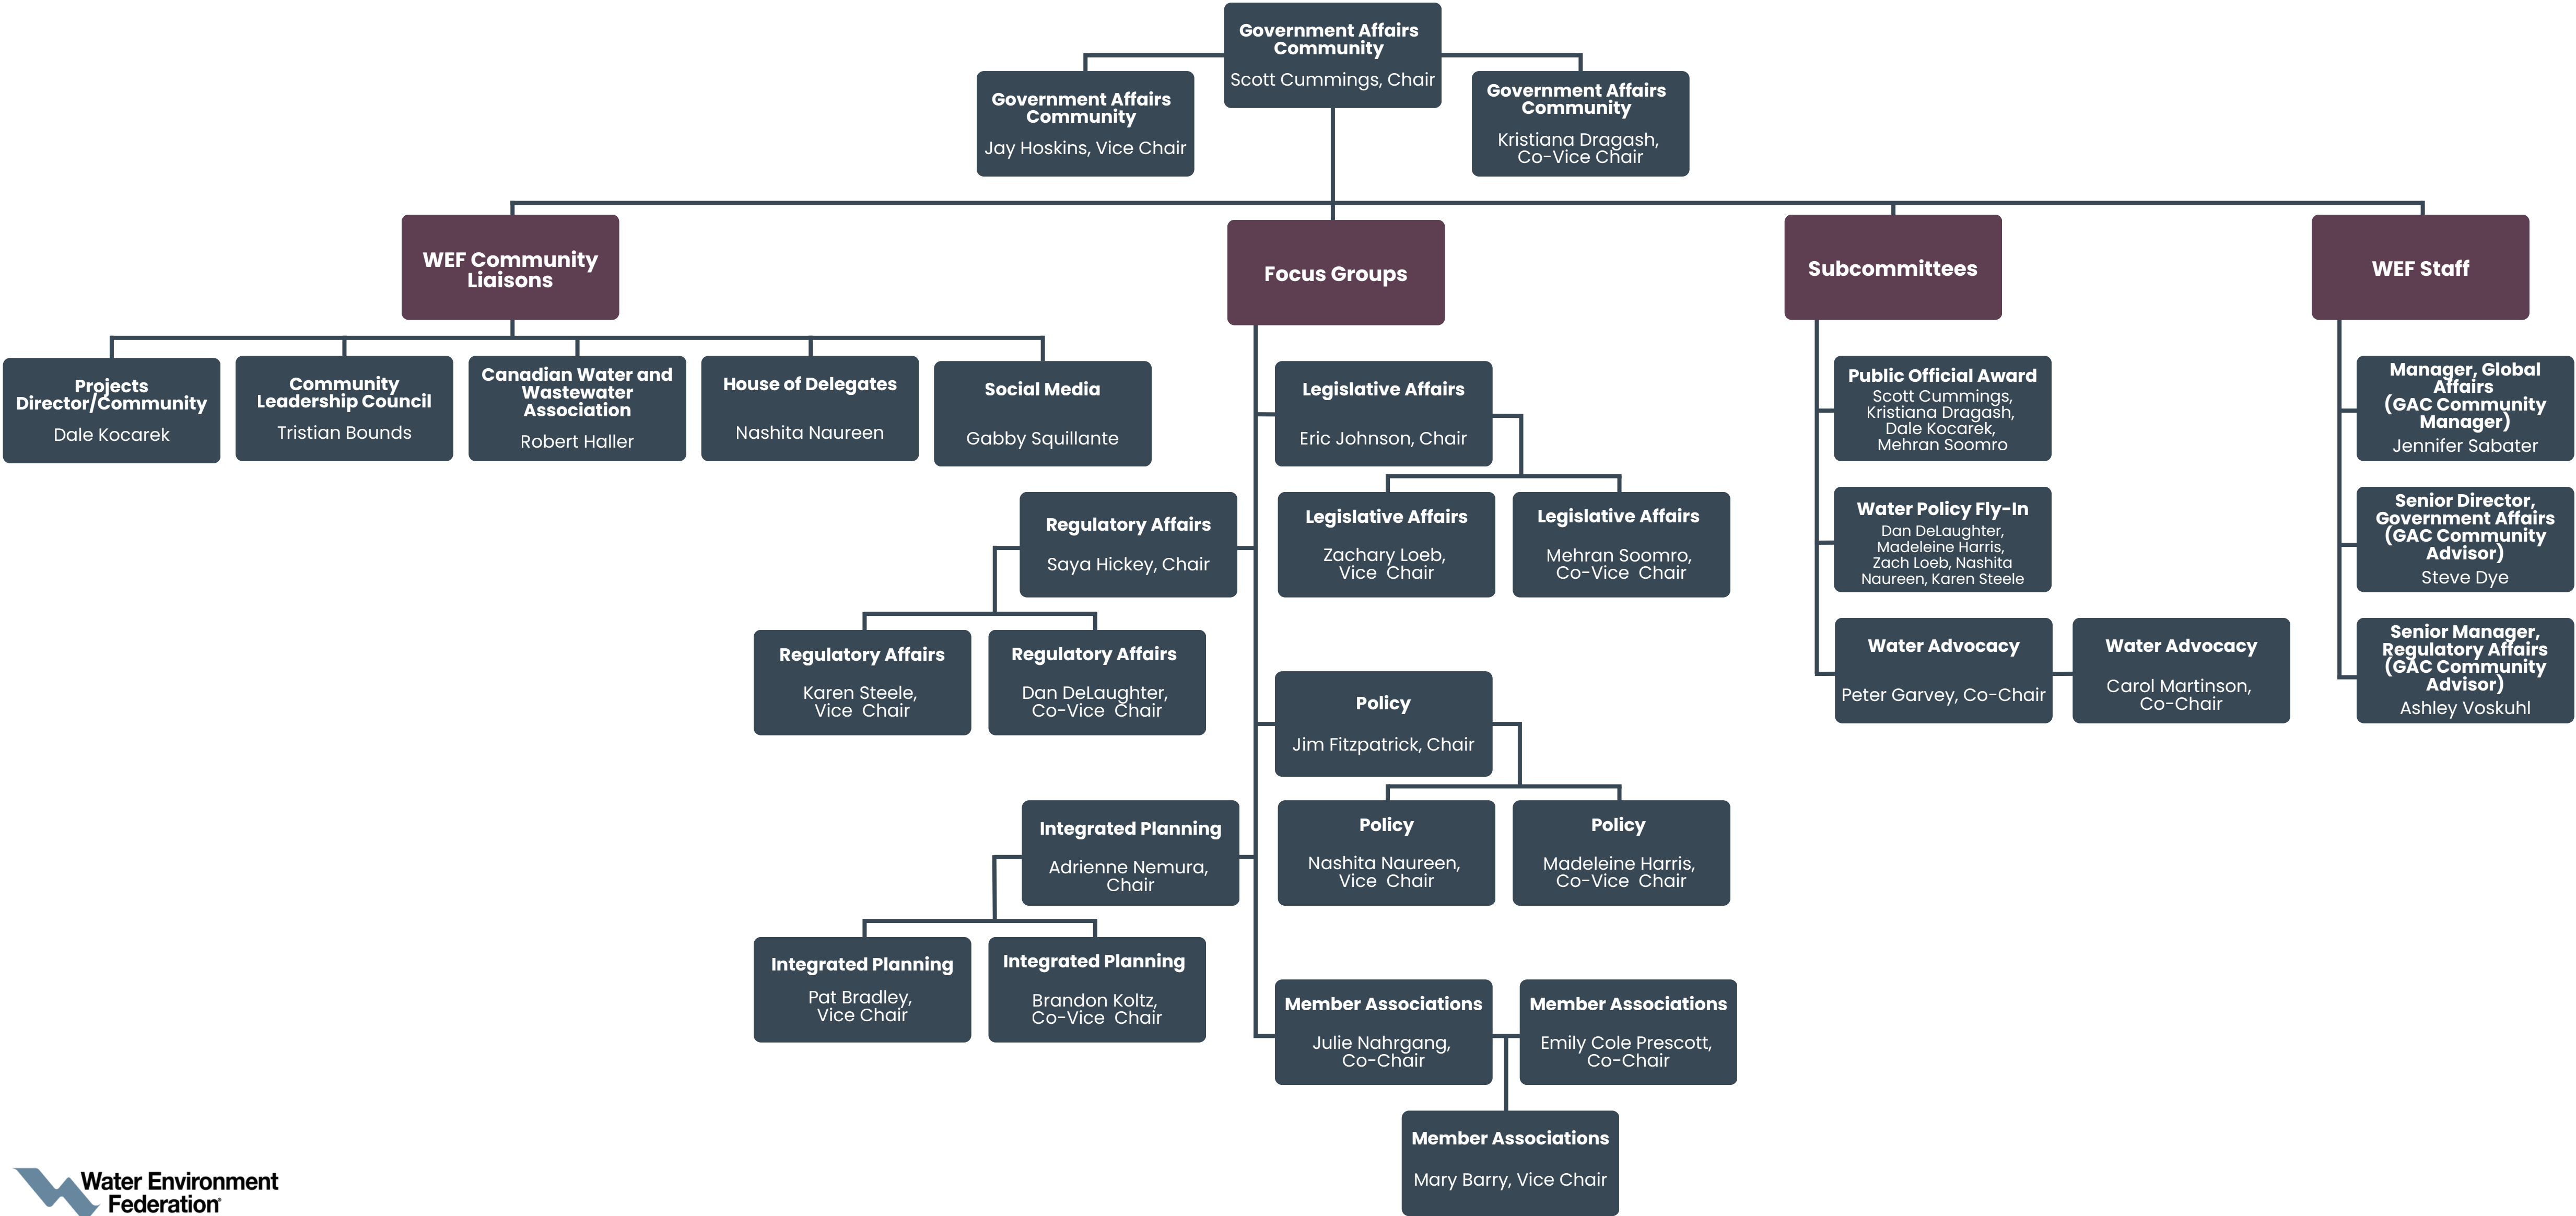 Government Affairs
Community
Scott Cummings, Chair
Government Affairs
Community
Jay Hoskins, Vice Chair
Government Affairs
Community
Kristiana Dragash,
Co-Vice Chair
WEF Community
Liaisons
Focus Groups
Subcommittees
WEF Staff
Projects
Director/Community
Dale Kocarek
Community
Leadership Council
Tristian Bounds
Canadian Water and
Wastewater
Association
Robert Haller
House of Delegates
Nashita Naureen
Social Media
Gabby Squillante
Legislative Affairs
Eric Johnson, Chair
Legislative Affairs
Zachary Loeb,
Vice Chair
Legislative Affairs
Mehran Soomro,
Co-Vice Chair
Regulatory Affairs
Saya Hickey, Chair
Regulatory Affairs
Karen Steele,
Vice Chair
Regulatory Affairs
Dan DeLaughter,
Co-Vice Chair
Policy
Jim Fitzpatrick, Chair
Policy
Nashita Naureen,
Vice Chair
Policy
Madeleine Harris,
Co-Vice Chair
Integrated Planning
Adrienne Nemura,
Chair
Integrated Planning
Pat Bradley,
Vice Chair
Integrated Planning
Brandon Koltz,
Co-Vice Chair
Member Associations
Julie Nahrgang,
Co-Chair
Member Associations
Emily Cole Prescott,
Co-Chair
Member Associations
Mary Barry, Vice Chair
Public Official Award
Scott Cummings,
Kristiana Dragash,
Dale Kocarek,
Mehran Soomro
Water Policy Fly-In
Dan DeLaughter,
Madeleine Harris,
Zach Loeb, Nashita
Naureen, Karen Steele
Water Advocacy
Peter Garvey, Co-Chair
Water Advocacy
Carol Martinson,
Co-Chair
Manager, Global
Affairs
(GAC Community
Manager)
Jennifer Sabater
Senior Director,
Government Affairs
(GAC Community
Advisor)
Steve Dye
Senior Manager,
Regulatory Affairs
(GAC Community
Advisor)
Ashley Voskuhl
Water Environment
Federation®